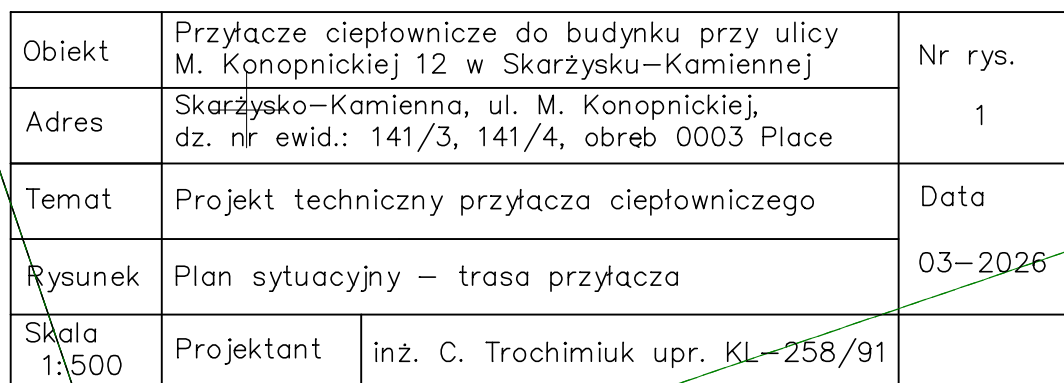 Obiekt
Przyłącze ciepłownicze do budynku przy ulicy
M. Konopnickiej 12 w Skarżysku–Kamiennej
Nr rys.
1
Adres
Skarżysko–Kamienna, ul. M. Konopnickiej,
dz. nr ewid.: 141/3, 141/4, obręb 0003 Place
Temat
Projekt techniczny przyłącza ciepłowniczego
Data
03–2026
Rysunek
Plan sytuacyjny – trasa przyłącza
Skala
1:500
Projektant
inż. C. Trochimiuk upr. KL–258/91